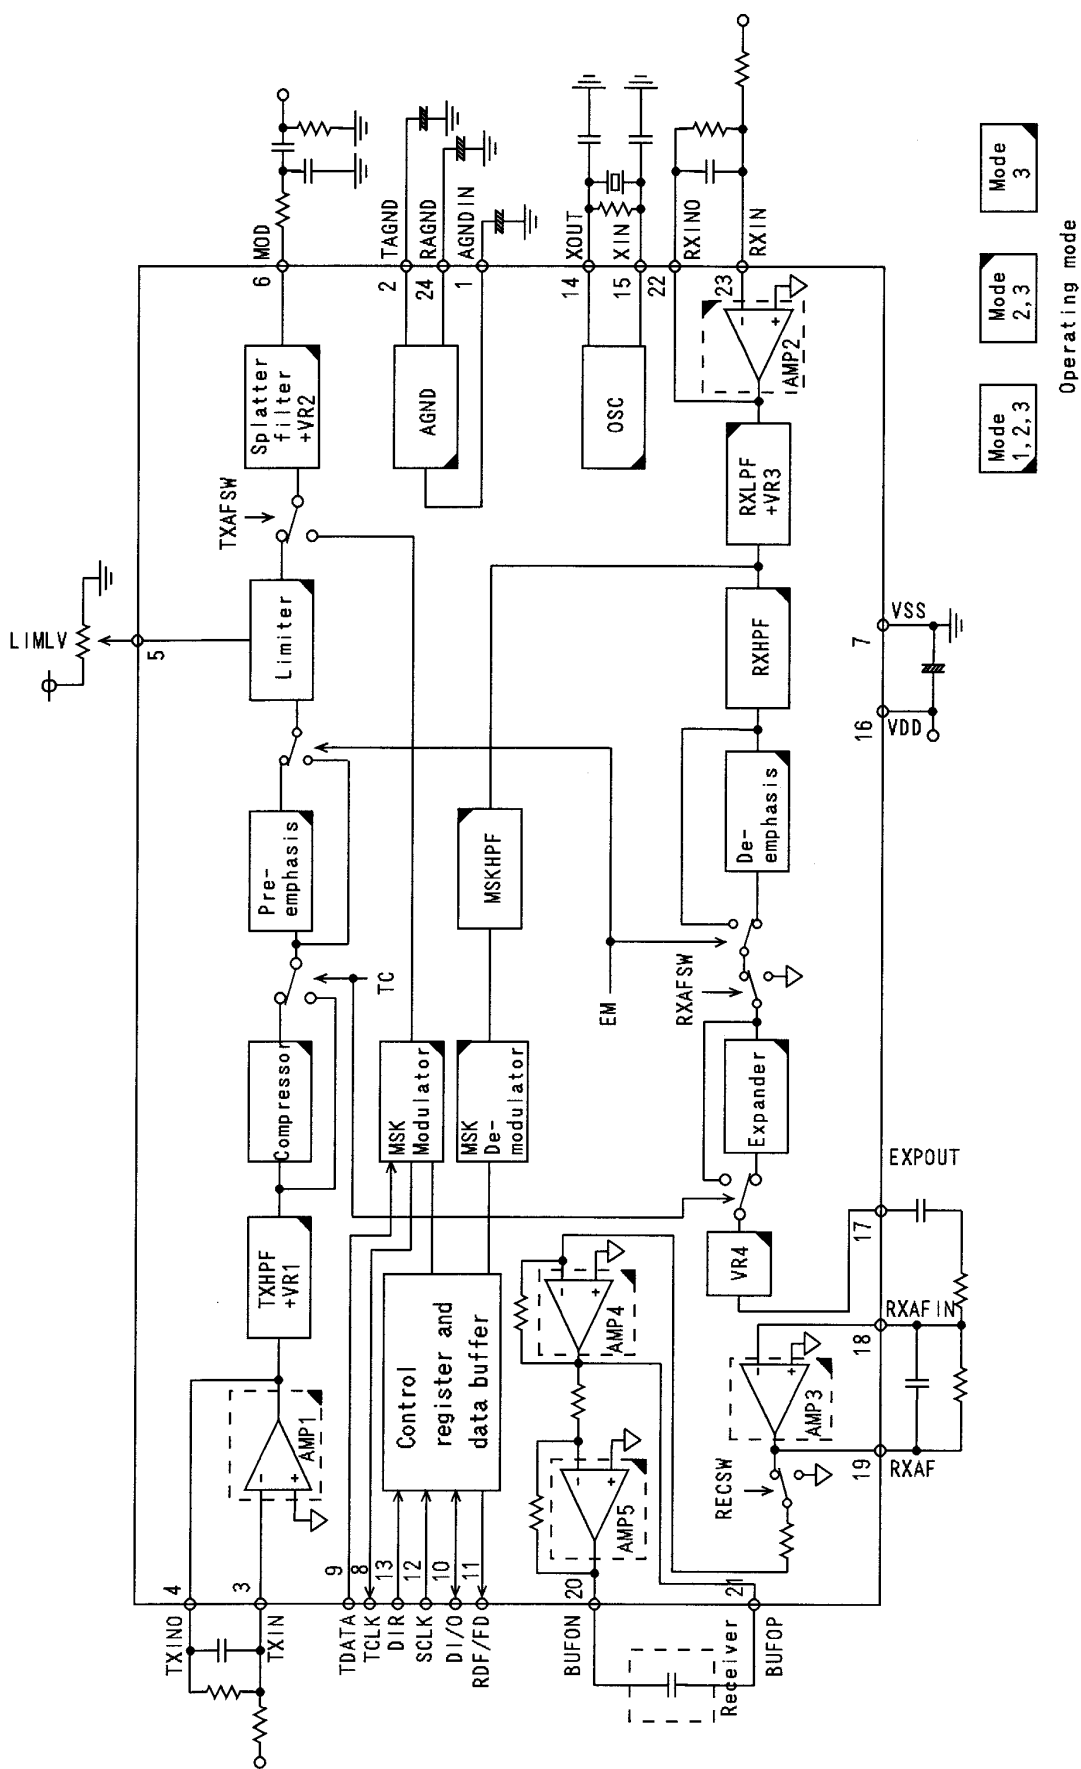 TXINO
4
TXIN
3
AMP1
TXHPF
+VR1
Compressor
TC
Pre-
emphasis
Limiter
LIMLV
5
TXAFSW
Splatter
filter
+VR2
6
MOD
TDATA
9
TCLK
8
DIR
13
SCLK
12
DI/O
10
RDF/FD
11
Control
register and
data buffer
MSK
Modulator
MSK
De-
modulator
MSKHPF
AGND
2
TAGND
24
RAGND
1
AGNDIN
OSC
14
XOUT
15
XIN
22
RXINO
23
RXIN
AMP2
RXLPF
+VR3
RXHPF
De-
emphasis
EM
RXAFSW
Expander
VR4
AMP4
AMP5
BUFON
20
BUFOP
21
Receiver
RECSW
AMP3
19
RXAF
18
RXAFIN
17
EXPOUT
16
VDD
7
VSS
Mode
1,2,3
Mode
2,3
Mode
3
Operating mode